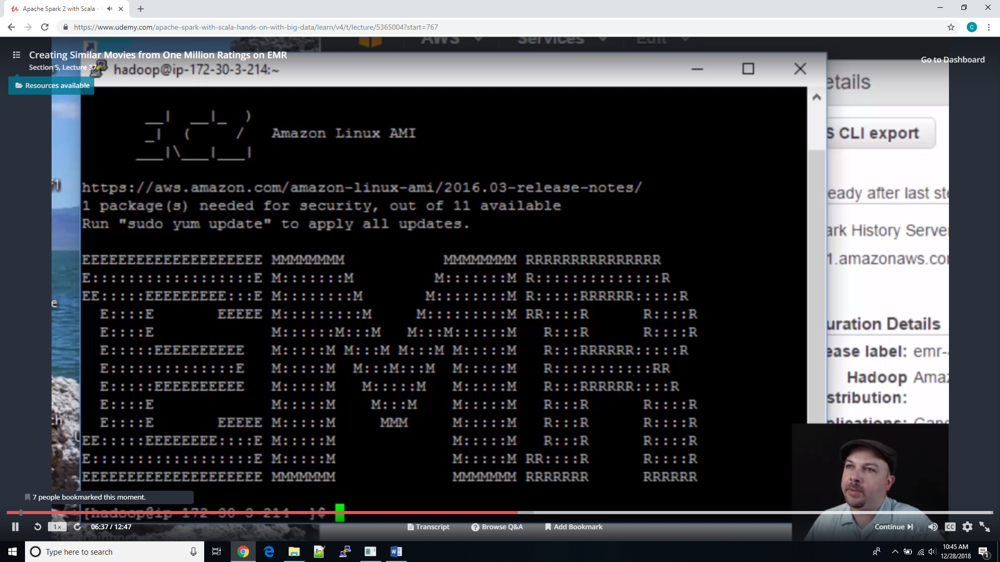 Apache Spark 2 with Scala -
https://www.udemy.com/apache-spark-with-scala-hands-on-with-big-data/learn/v4/t/lecture/5365004?start=767
C
AWS Services Edit
Creating Similar Movies from One Million Ratings on EMR
Section 5, Lecture 37
Go to Dashboard
Resources available
hadoop@ip-172-30-3-214:~
etails
       __|  __|_  )
       _|  (     /   Amazon Linux AMI
      ___|\___|___|
S CLI export
https://aws.amazon.com/amazon-linux-ami/2016.03-release-notes/
1 package(s) needed for security, out of 11 available
Run "sudo yum update" to apply all updates.
eady after last ste
ark History Serve
1.amazonaws.co
EEEEEEEEEEEEEEEEEEEE MMMMMMMM           MMMMMMMM RRRRRRRRRRRRRRR
E::::::::::::::::::E M:::::::M         M:::::::M R::::::::::::::R
EE:::::EEEEEEEEE:::E M::::::::M       M::::::::M R:::::RRRRRR:::::R
  E::::E       EEEEE M:::::::::M     M:::::::::M RR::::R      R::::R
  E::::E             M::::::M:::M   M:::M::::::M   R:::R      R::::R
  E:::::EEEEEEEEEE   M:::::M M:::M M:::M M:::::M   R:::RRRRRR:::::R
  E::::::::::::::E   M:::::M  M:::M:::M  M:::::M   R:::::::::::RR
  E:::::EEEEEEEEEE   M:::::M   M:::::M   M:::::M   R:::RRRRRR::::R
  E::::E             M:::::M    M:::M    M:::::M   R:::R      R::::R
  E::::E       EEEEE M:::::M     MMM     M:::::M   R:::R      R::::R
EE:::::EEEEEEEE::::E M:::::M             M:::::M   R:::R      R::::R
E::::::::::::::::::E M:::::M             M:::::M RR::::R      R::::R
EEEEEEEEEEEEEEEEEEEE MMMMMMM             MMMMMMM RRRRRRR      RRRRRR
uration Details
ease label: emr-
Hadoop Ama
stribution:
7 people bookmarked this moment.
[hadoop@ip-172-30-3-214 ~]$
1x
06:37 / 12:47
Transcript
Browse Q&A
Add Bookmark
Continue
CC
Type here to search
10:45 AM
12/28/2018
1